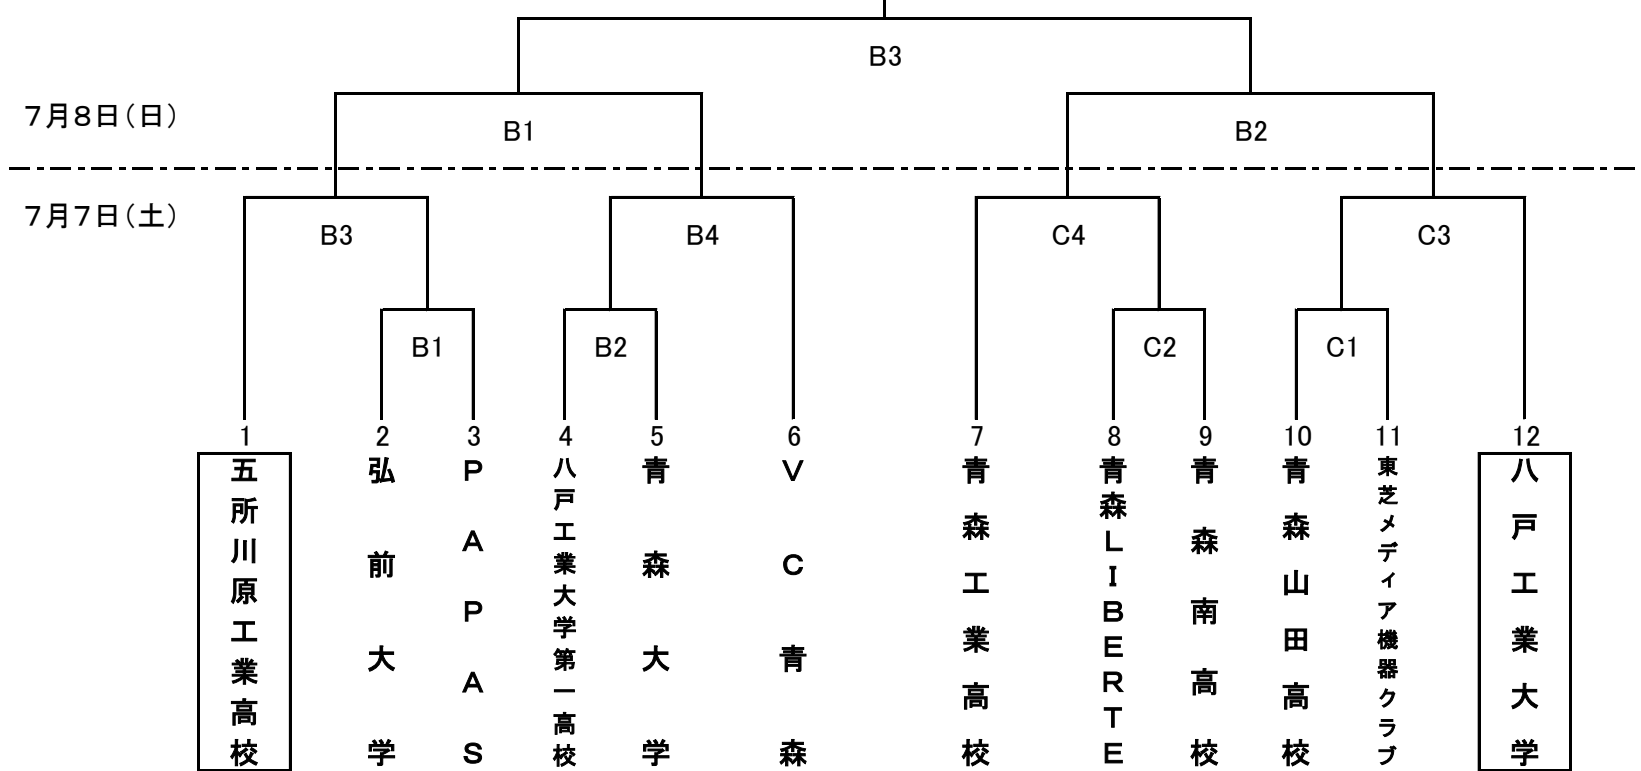 B3
7月8日(日)
B1
B2
7月7日(土)
B3
B4
C4
C3
B1
B2
C2
C1
1
2
3
4
5
6
7
8
9
10
11
12
五所川原工業高校
弘前大学
PAPPAS
八戸工業大学第一高校
青森大学
VC青森
青森工業高校
青森LIBERTE
青森南高校
青森山田高校
東芝メディア機器クラブ
八戸工業大学